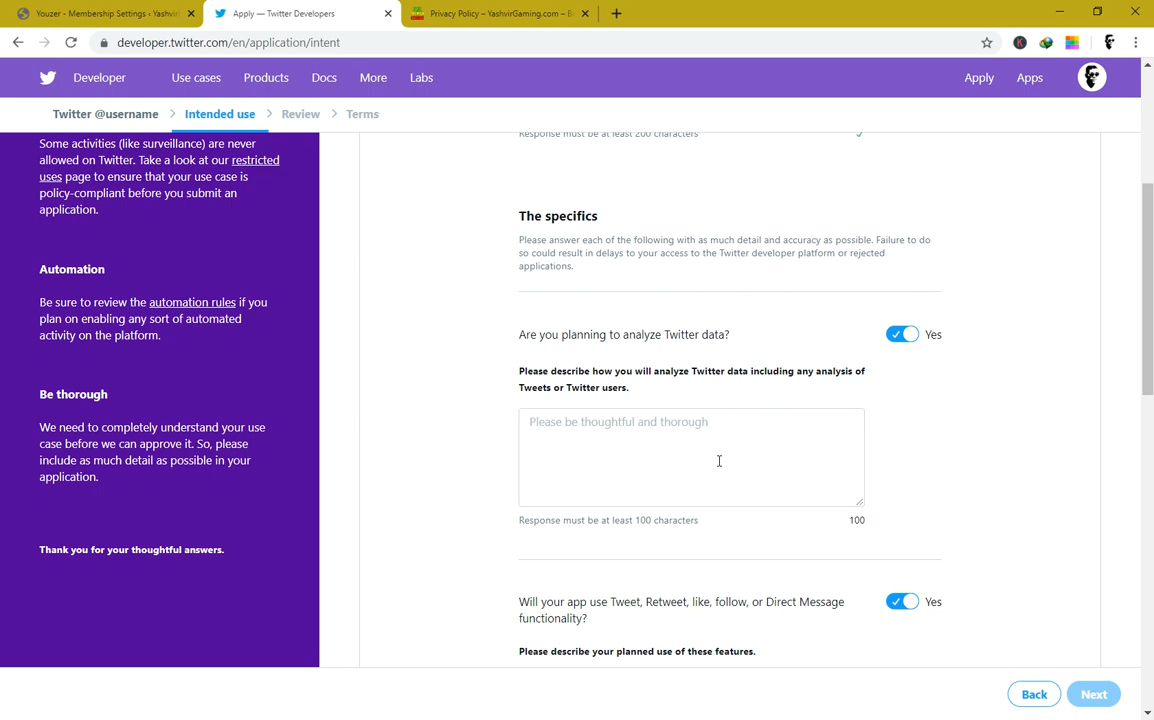 Youzer - Membership Settings ‹ Yashvir
Apply — Twitter Developers
Privacy Policy – YashvirGaming.com – B
developer.twitter.com/en/application/intent
Developer
Use cases
Products
Docs
More
Labs
Apply
Apps
Twitter @username
Intended use
Review
Terms
Some activities (like surveillance) are never
allowed on Twitter. Take a look at our restricted
uses page to ensure that your use case is
policy-compliant before you submit an
application.
Automation
Be sure to review the automation rules if you
plan on enabling any sort of automated
activity on the platform.
Be thorough
We need to completely understand your use
case before we can approve it. So, please
include as much detail as possible in your
application.
Thank you for your thoughtful answers.
Response must be at least 200 characters
The specifics
Please answer each of the following with as much detail and accuracy as possible. Failure to do
so could result in delays to your access to the Twitter developer platform or rejected
applications.
Are you planning to analyze Twitter data?
Yes
Please describe how you will analyze Twitter data including any analysis of
Tweets or Twitter users.
Please be thoughtful and thorough
Response must be at least 100 characters
100
Will your app use Tweet, Retweet, like, follow, or Direct Message
functionality?
Yes
Please describe your planned use of these features.
Back
Next